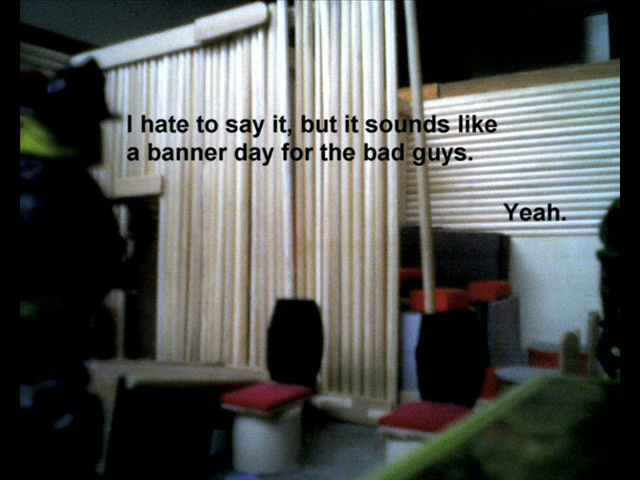 I hate to say it, but it sounds like
a banner day for the bad guys.
Yeah.